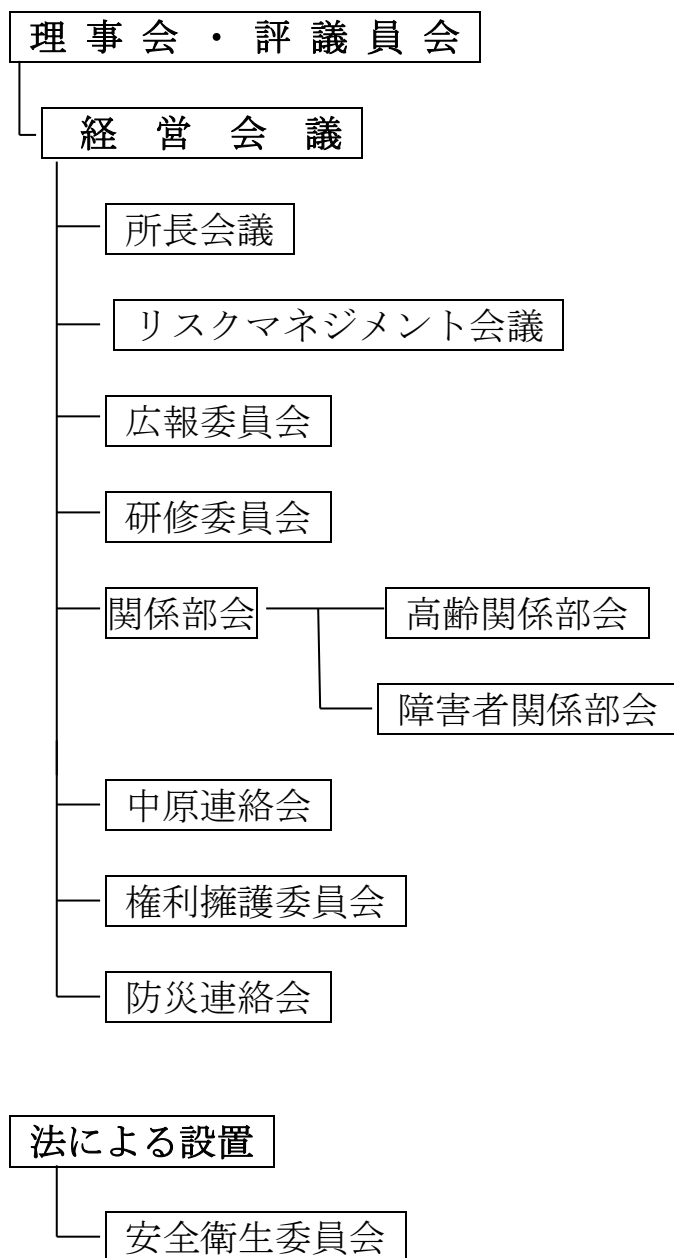 理事会・評議員会
経営会議
所長会議
リスクマネジメント会議
広報委員会
研修委員会
関係部会
高齢関係部会
障害者関係部会
中原連絡会
権利擁護委員会
防災連絡会
法による設置
安全衛生委員会